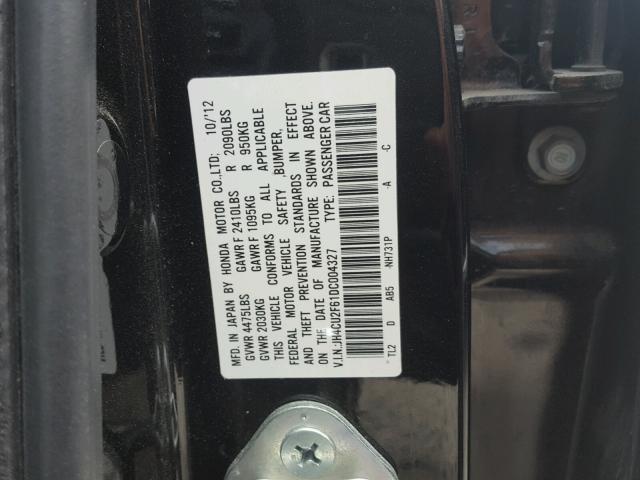 MFD. IN JAPAN BY HONDA MOTOR CO.,LTD: 10/'12
GVWR 4475LBS GAWR F 2410LBS R 2090LBS
GVWR 2030KG GAWR F 1095KG R 950KG
THIS VEHICLE CONFORMS TO ALL APPLICABLE
FEDERAL MOTOR VEHICLE SAFETY BUMPER,
AND THEFT PREVENTION STANDARDS IN EFFECT
ON THE DATE OF MANUFACTURE SHOWN ABOVE.
V.I.N.:JH4CU2F61DC004327 TYPE: PASSENGER CAR
TL2 D AB5 -NH731P -A -C